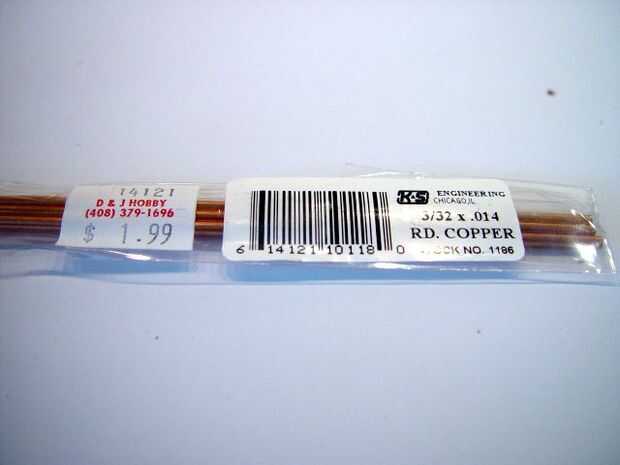 14121
D & J HOBBY
(408) 379-1696
$ 1.99
K&S ENGINEERING
CHICAGO, IL
3/32 x .014
RD. COPPER
STOCK NO. 1186
6 14121 10118 0